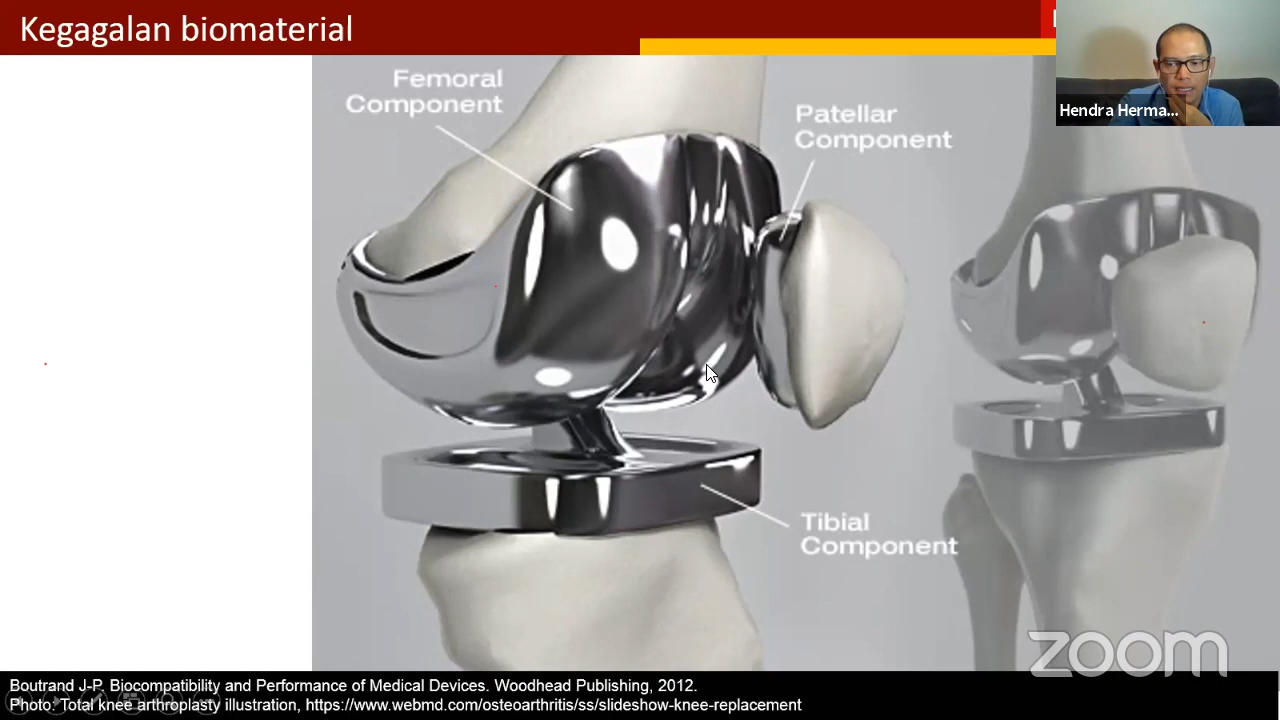 Kegagalan biomaterial
Hendra Herma...
Femoral
Component
Patellar
Component
Tibial
Component
zoom
Boutrand J-P. Biocompatibility and Performance of Medical Devices. Woodhead Publishing, 2012.
Photo: Total knee arthroplasty illustration, https://www.webmd.com/osteoarthritis/ss/slideshow-knee-replacement